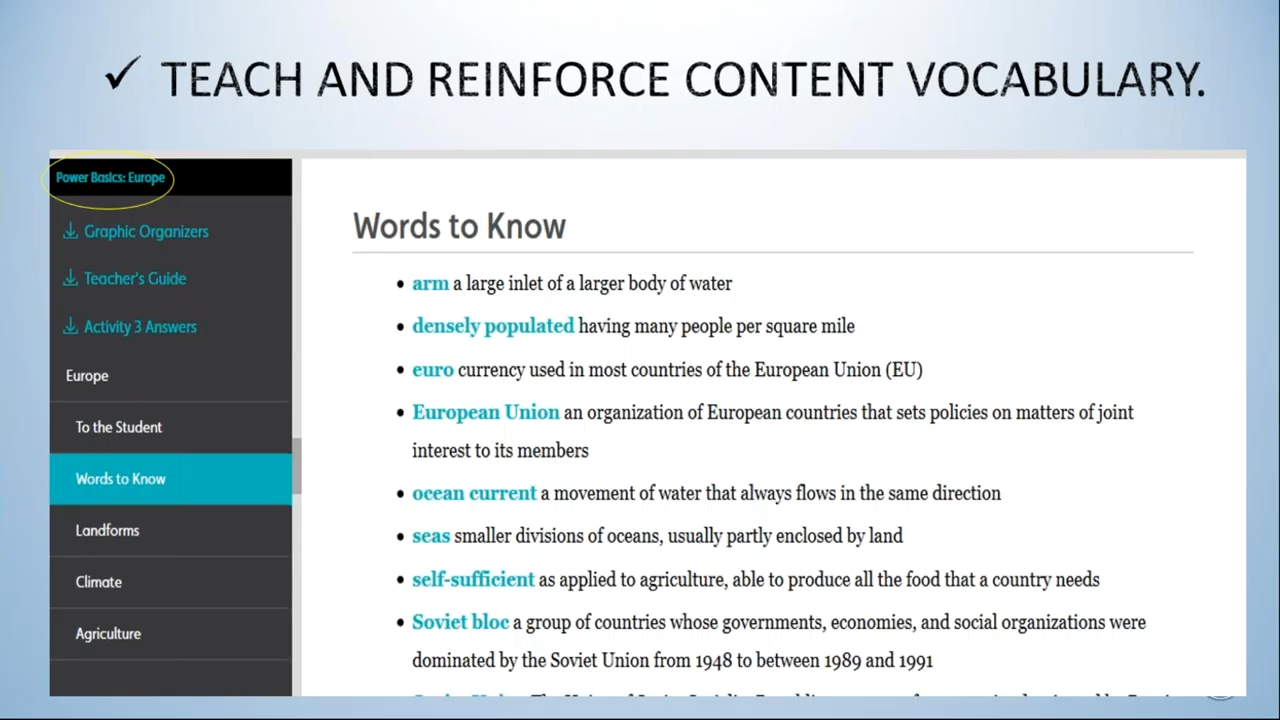 ✓ TEACH AND REINFORCE CONTENT VOCABULARY.
Power Basics: Europe
Graphic Organizers
Teacher's Guide
Activity 3 Answers
Europe
To the Student
Words to Know
Landforms
Climate
Agriculture
Words to Know
• arm a large inlet of a larger body of water
• densely populated having many people per square mile
• euro currency used in most countries of the European Union (EU)
• European Union an organization of European countries that sets policies on matters of joint
interest to its members
• ocean current a movement of water that always flows in the same direction
• seas smaller divisions of oceans, usually partly enclosed by land
• self-sufficient as applied to agriculture, able to produce all the food that a country needs
• Soviet bloc a group of countries whose governments, economies, and social organizations were
dominated by the Soviet Union from 1948 to between 1989 and 1991